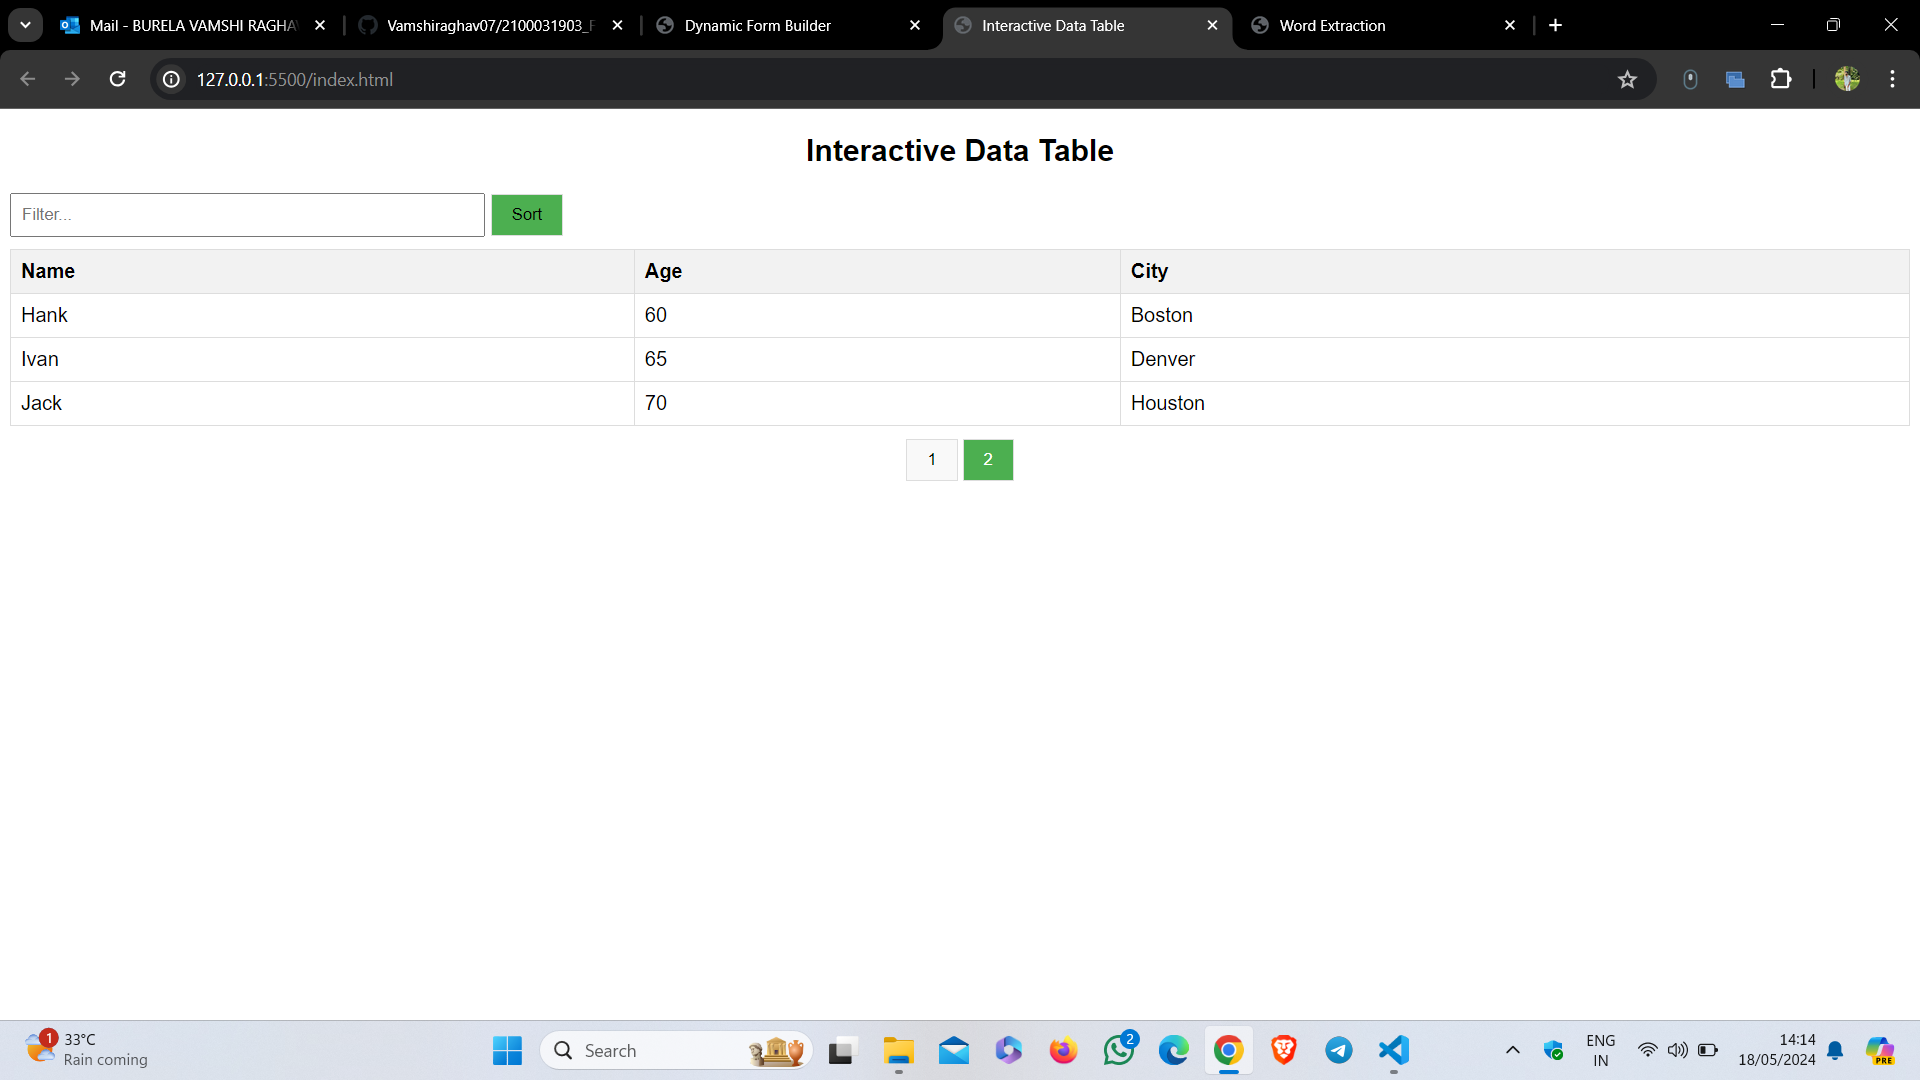 Mail - BURELA VAMSHI RAGHA
Vamshiraghav07/2100031903_F
Dynamic Form Builder
Interactive Data Table
Word Extraction
127.0.0.1:5500/index.html
Interactive Data Table
Filter...
Sort
Name Age City
Hank 60 Boston
Ivan 65 Denver
Jack 70 Houston
1 2
1
33°C
Rain coming
Search
2
ENG
IN
14:14
18/05/2024
PRE